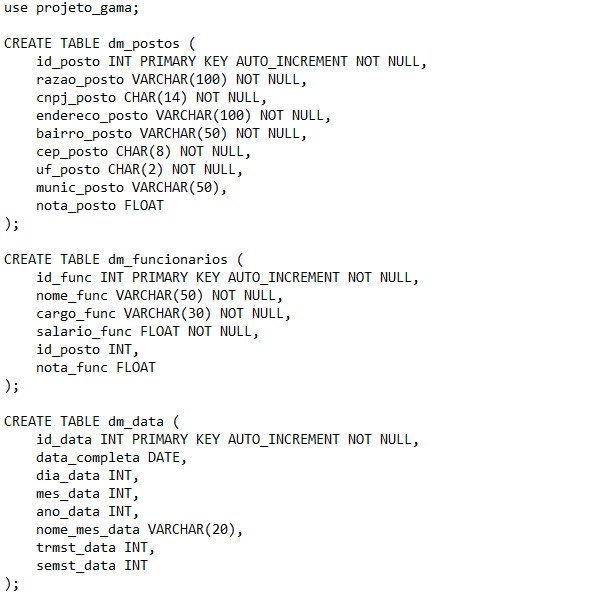 use projeto_gama;
CREATE TABLE dm_postos (
id_posto INT PRIMARY KEY AUTO_INCREMENT NOT NULL,
razao_posto VARCHAR(100) NOT NULL,
cnpj_posto CHAR(14) NOT NULL,
endereco_posto VARCHAR(100) NOT NULL,
bairro_posto VARCHAR(50) NOT NULL,
cep_posto CHAR(8) NOT NULL,
uf_posto CHAR(2) NOT NULL,
munic_posto VARCHAR(50),
nota_posto FLOAT
);
CREATE TABLE dm_funcionarios (
id_func INT PRIMARY KEY AUTO_INCREMENT NOT NULL,
nome_func VARCHAR(50) NOT NULL,
cargo_func VARCHAR(30) NOT NULL,
salario_func FLOAT NOT NULL,
id_posto INT,
nota_func FLOAT
);
CREATE TABLE dm_data (
id_data INT PRIMARY KEY AUTO_INCREMENT NOT NULL,
data_completa DATE,
dia_data INT,
mes_data INT,
ano_data INT,
nome_mes_data VARCHAR(20),
trmst_data INT,
semst_data INT
);